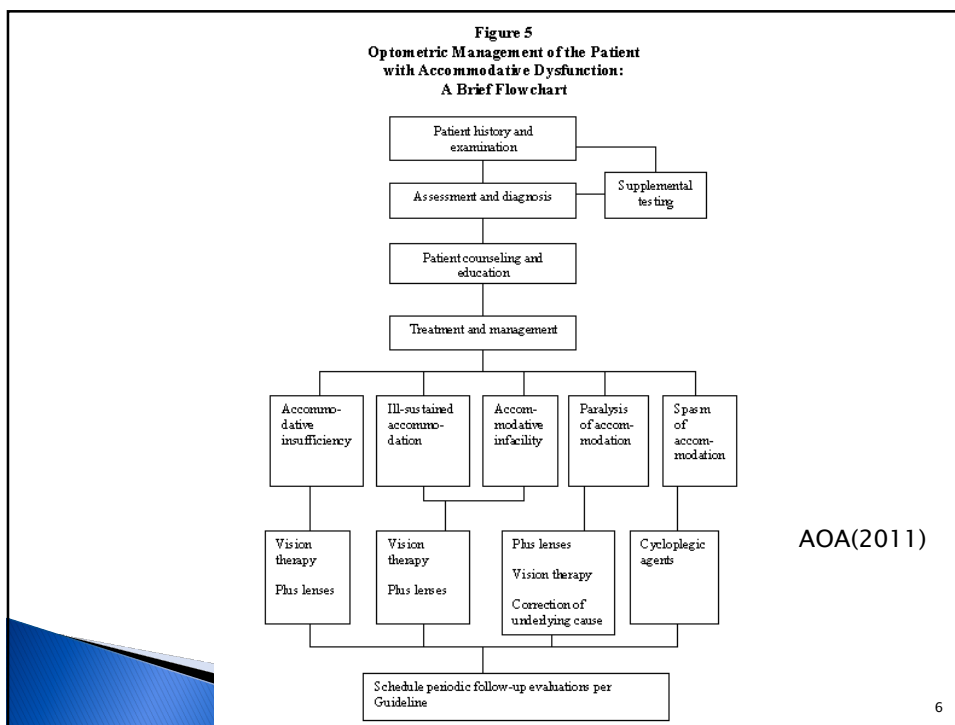 Figure 5
Optometric Management of the Patient
with Accommodative Dysfunction:
A Brief Flowchart
Patient history and
examination
Supplemental
testing
Assessment and diagnosis
Patient counseling and
education
Treatment and management
Accommo-
dative
insufficiency
Ill-sustained
accommo-
dation
Accom-
modative
infacility
Paralysis
of accom-
modation
Spasm
of
accom-
modation
Vision
therapy
Plus lenses
Vision
therapy
Plus lenses
Plus lenses
Vision therapy
Correction of
underlying cause
Cycloplegic
agents
AOA(2011)
Schedule periodic follow-up evaluations per
Guideline
6